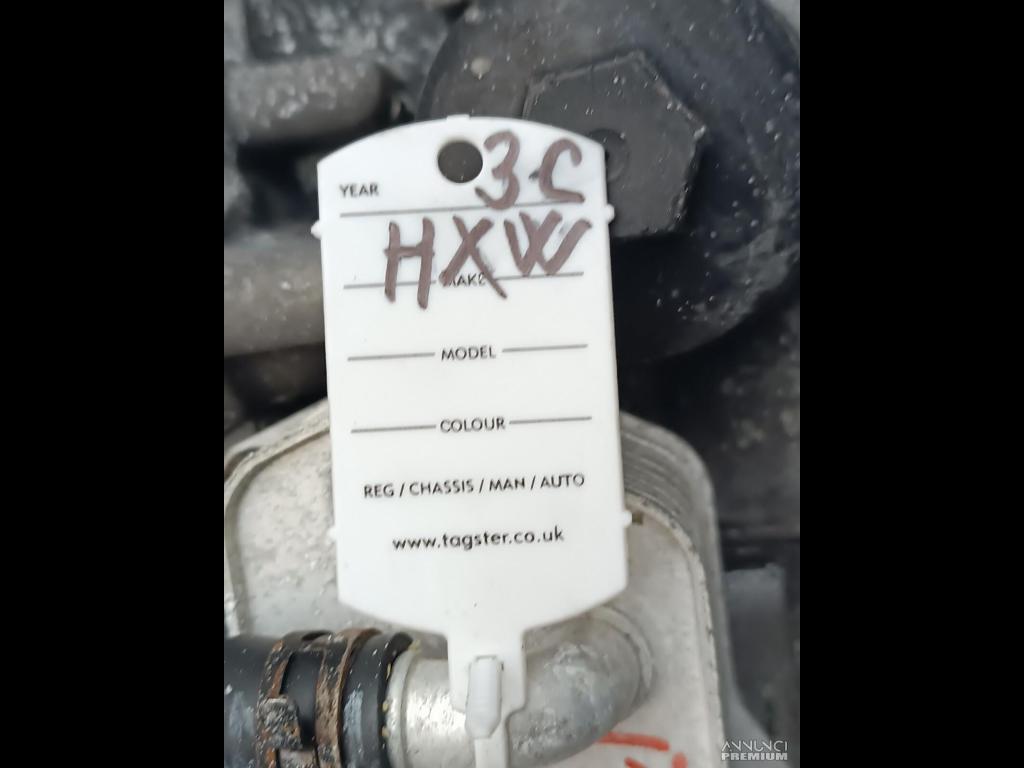 3C
YEAR
HXW
MAKE
MODEL
COLOUR
REG / CHASSIS / MAN / AUTO
www.tagster.co.uk
ANNUNCI
PREMIUM